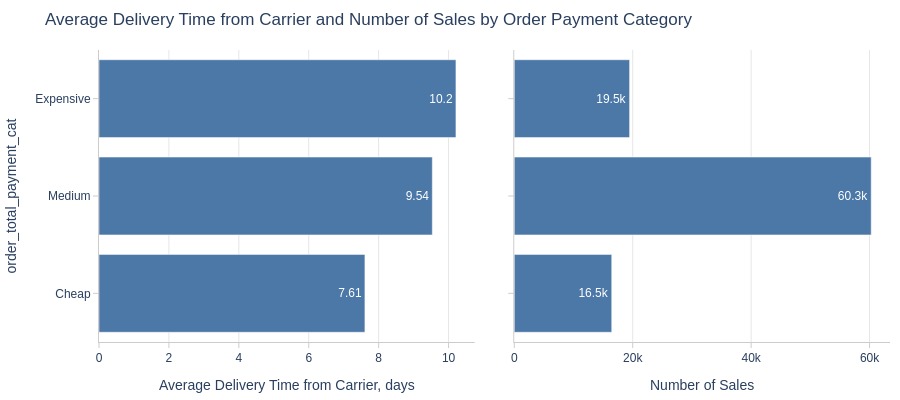 Average Delivery Time from Carrier and Number of Sales by Order Payment Category
order_total_payment_cat
Expensive
10.2
19.5k
Medium
9.54
60.3k
Cheap
7.61
16.5k
0 2 4 6 8 10
0 20k 40k 60k
Average Delivery Time from Carrier, days
Number of Sales